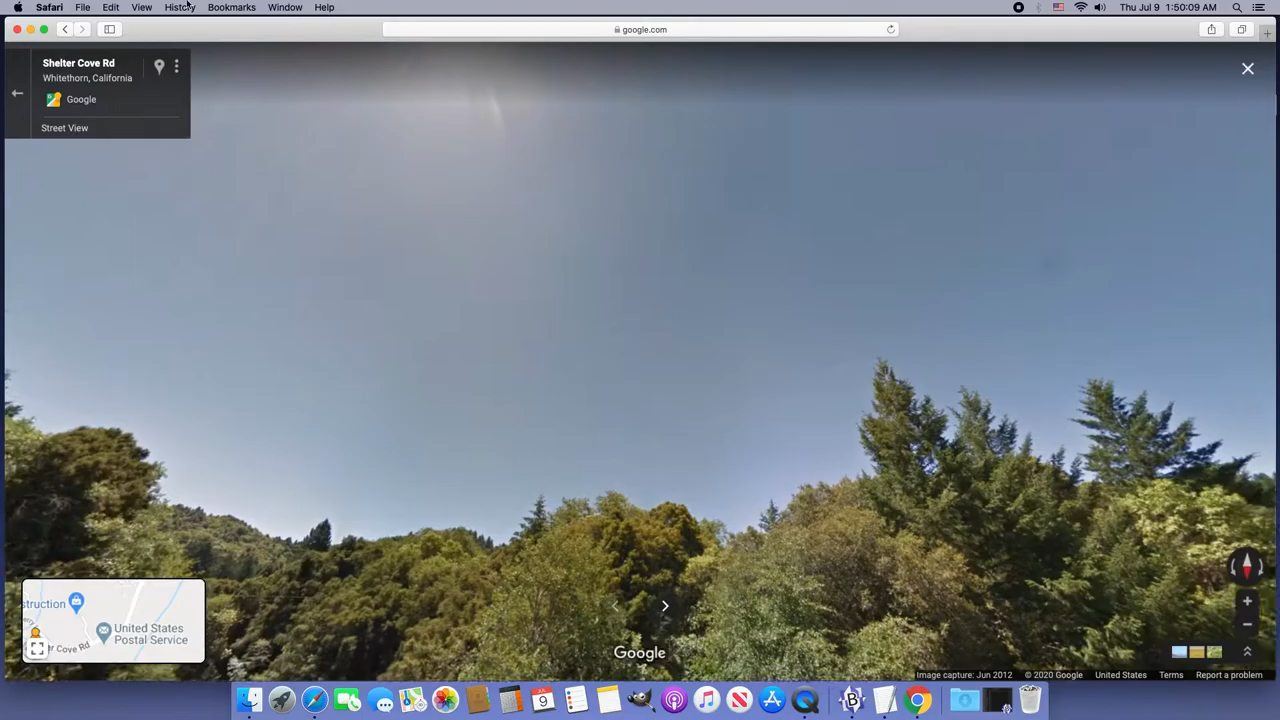 Safari File Edit View History Bookmarks Window Help Thu Jul 9 1:50:09 AM
google.com
Shelter Cove Rd
Whitethorn, California
Google
Street View
struction
United States
Postal Service
Cove Rd
Google
Image capture: Jun 2012 © 2020 Google United States Terms Report a problem